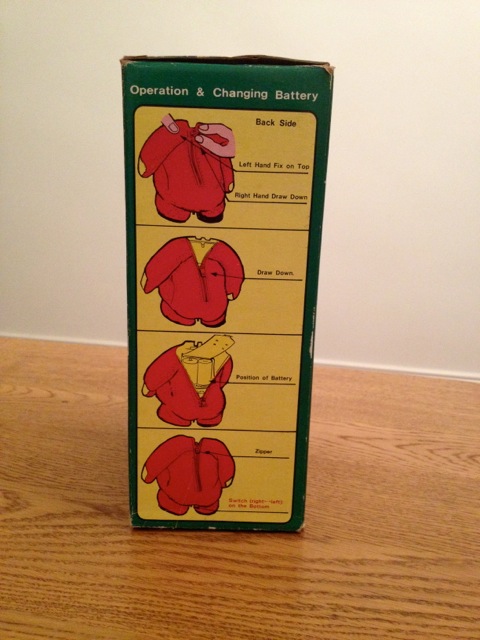 Operation & Changing Battery
Back Side
Left Hand Fix on Top
Right Hand Draw Down
Draw Down.
Position of Battery
Zipper
Switch (right—left)
on the Bottom